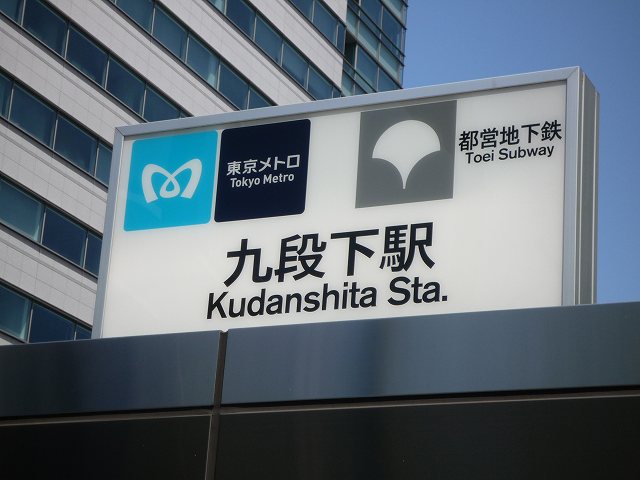 東京メトロ
Tokyo Metro
都営地下鉄
Toei Subway
九段下駅
Kudanshita Sta.